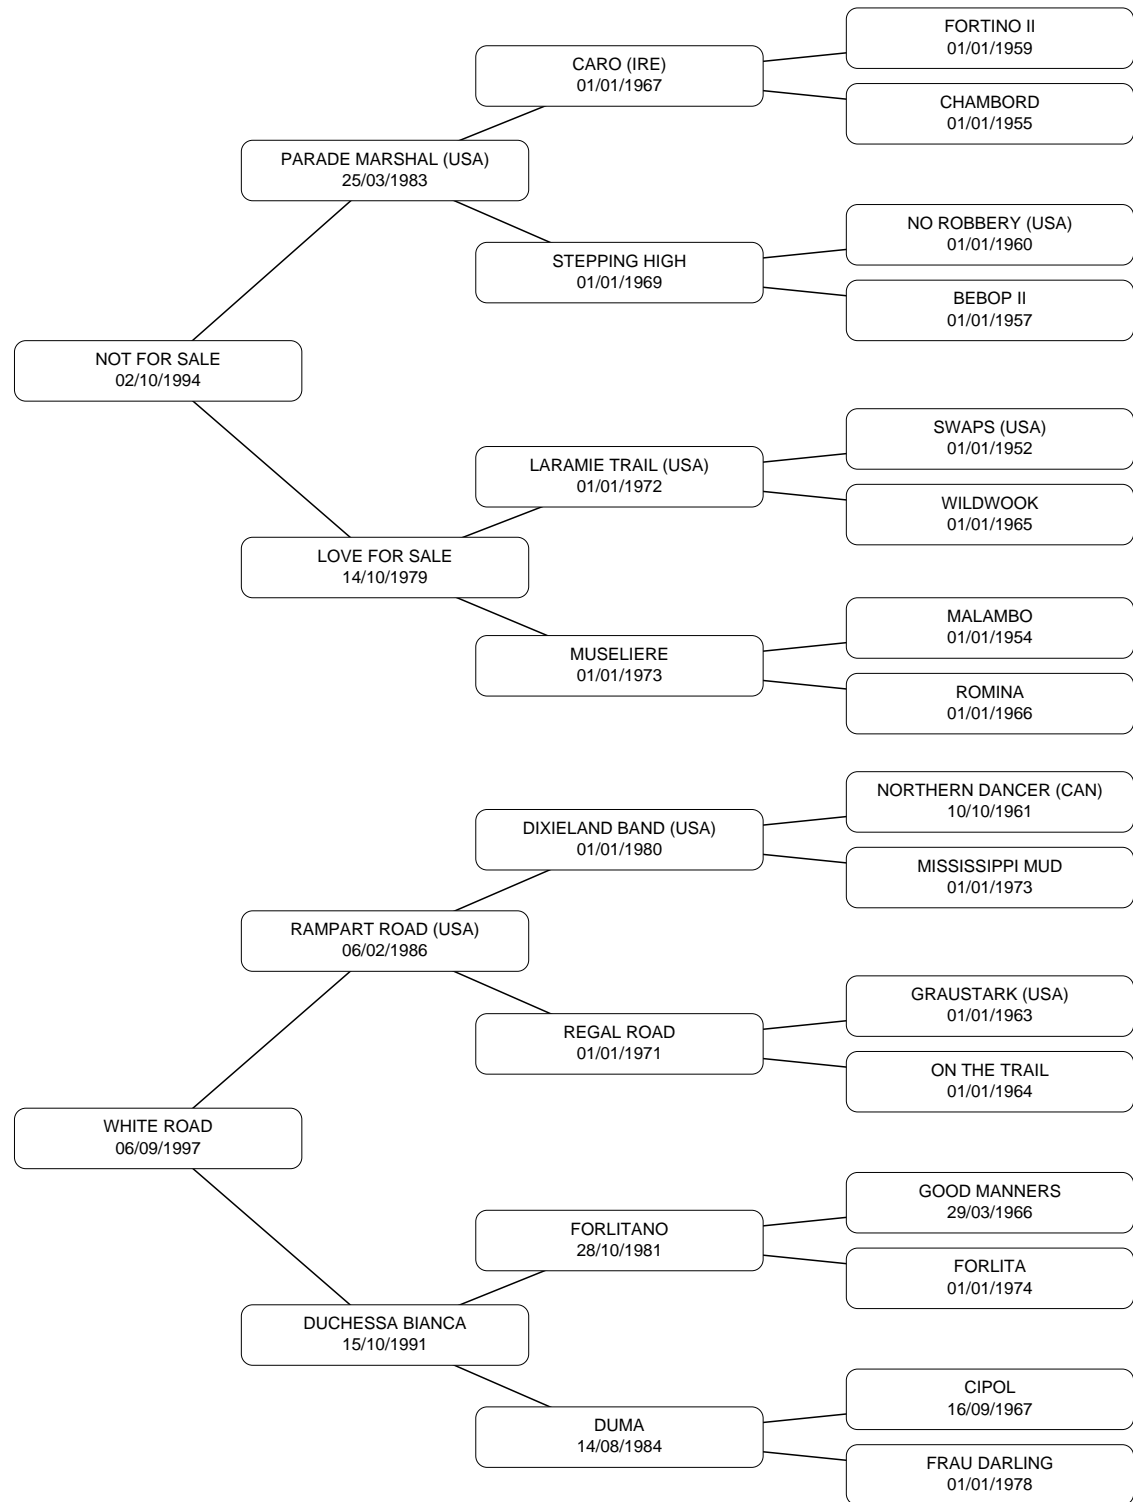 FORTINO II
01/01/1959
CARO (IRE)
01/01/1967
CHAMBORD
01/01/1955
PARADE MARSHAL (USA)
25/03/1983
NO ROBBERY (USA)
01/01/1960
STEPPING HIGH
01/01/1969
BEBOP II
01/01/1957
NOT FOR SALE
02/10/1994
SWAPS (USA)
01/01/1952
LARAMIE TRAIL (USA)
01/01/1972
WILDWOOK
01/01/1965
LOVE FOR SALE
14/10/1979
MALAMBO
01/01/1954
MUSELIERE
01/01/1973
ROMINA
01/01/1966
NORTHERN DANCER (CAN)
10/10/1961
DIXIELAND BAND (USA)
01/01/1980
MISSISSIPPI MUD
01/01/1973
RAMPART ROAD (USA)
06/02/1986
GRAUSTARK (USA)
01/01/1963
REGAL ROAD
01/01/1971
ON THE TRAIL
01/01/1964
WHITE ROAD
06/09/1997
GOOD MANNERS
29/03/1966
FORLITANO
28/10/1981
FORLITA
01/01/1974
DUCHESSA BIANCA
15/10/1991
CIPOL
16/09/1967
DUMA
14/08/1984
FRAU DARLING
01/01/1978